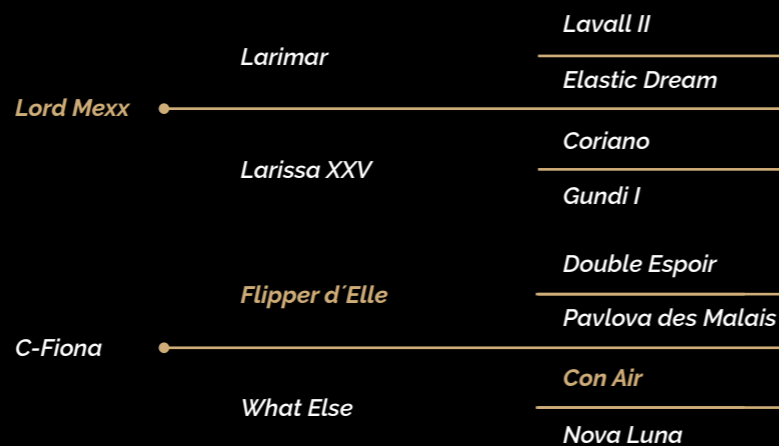 Lavall II
Larimar
Elastic Dream
Lord Mexx
Coriano
Larissa XXV
Gundi I
Double Espoir
Flipper d´Elle
Pavlova des Malais
C-Fiona
Con Air
What Else
Nova Luna